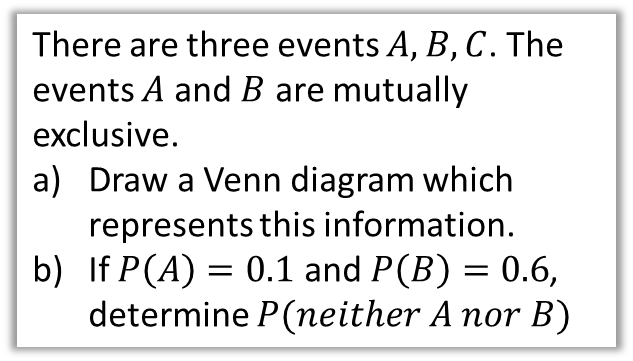 There are three events A, B, C. The
events A and B are mutually
exclusive.
a) Draw a Venn diagram which
represents this information.
b) If P(A) = 0.1 and P(B) = 0.6,
determine P(neither A nor B)